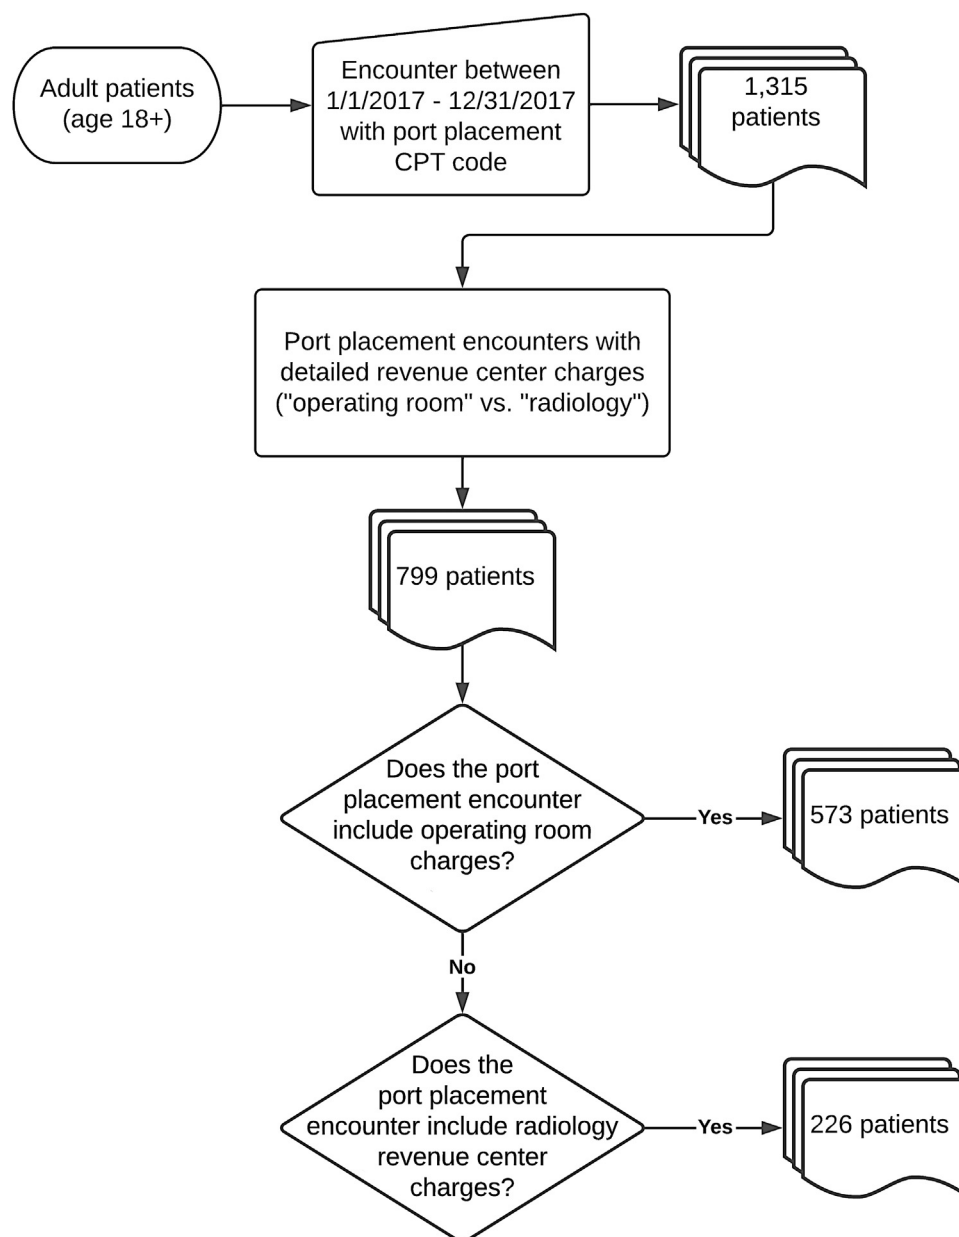 Adult patients
(age 18+)
Encounter between
1/1/2017 - 12/31/2017
with port placement
CPT code
1,315
patients
Port placement encounters with
detailed revenue center charges
("operating room" vs. "radiology")
799 patients
Does the port
placement encounter
include operating room
charges?
Yes
573 patients
No
Does the
port placement
encounter include radiology
revenue center
charges?
Yes
226 patients